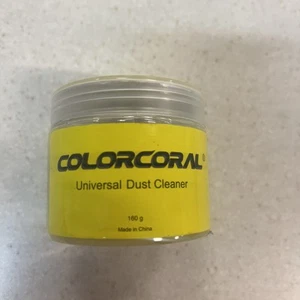 COLORCORAL®
Universal Dust Cleaner
160 g
Made in China